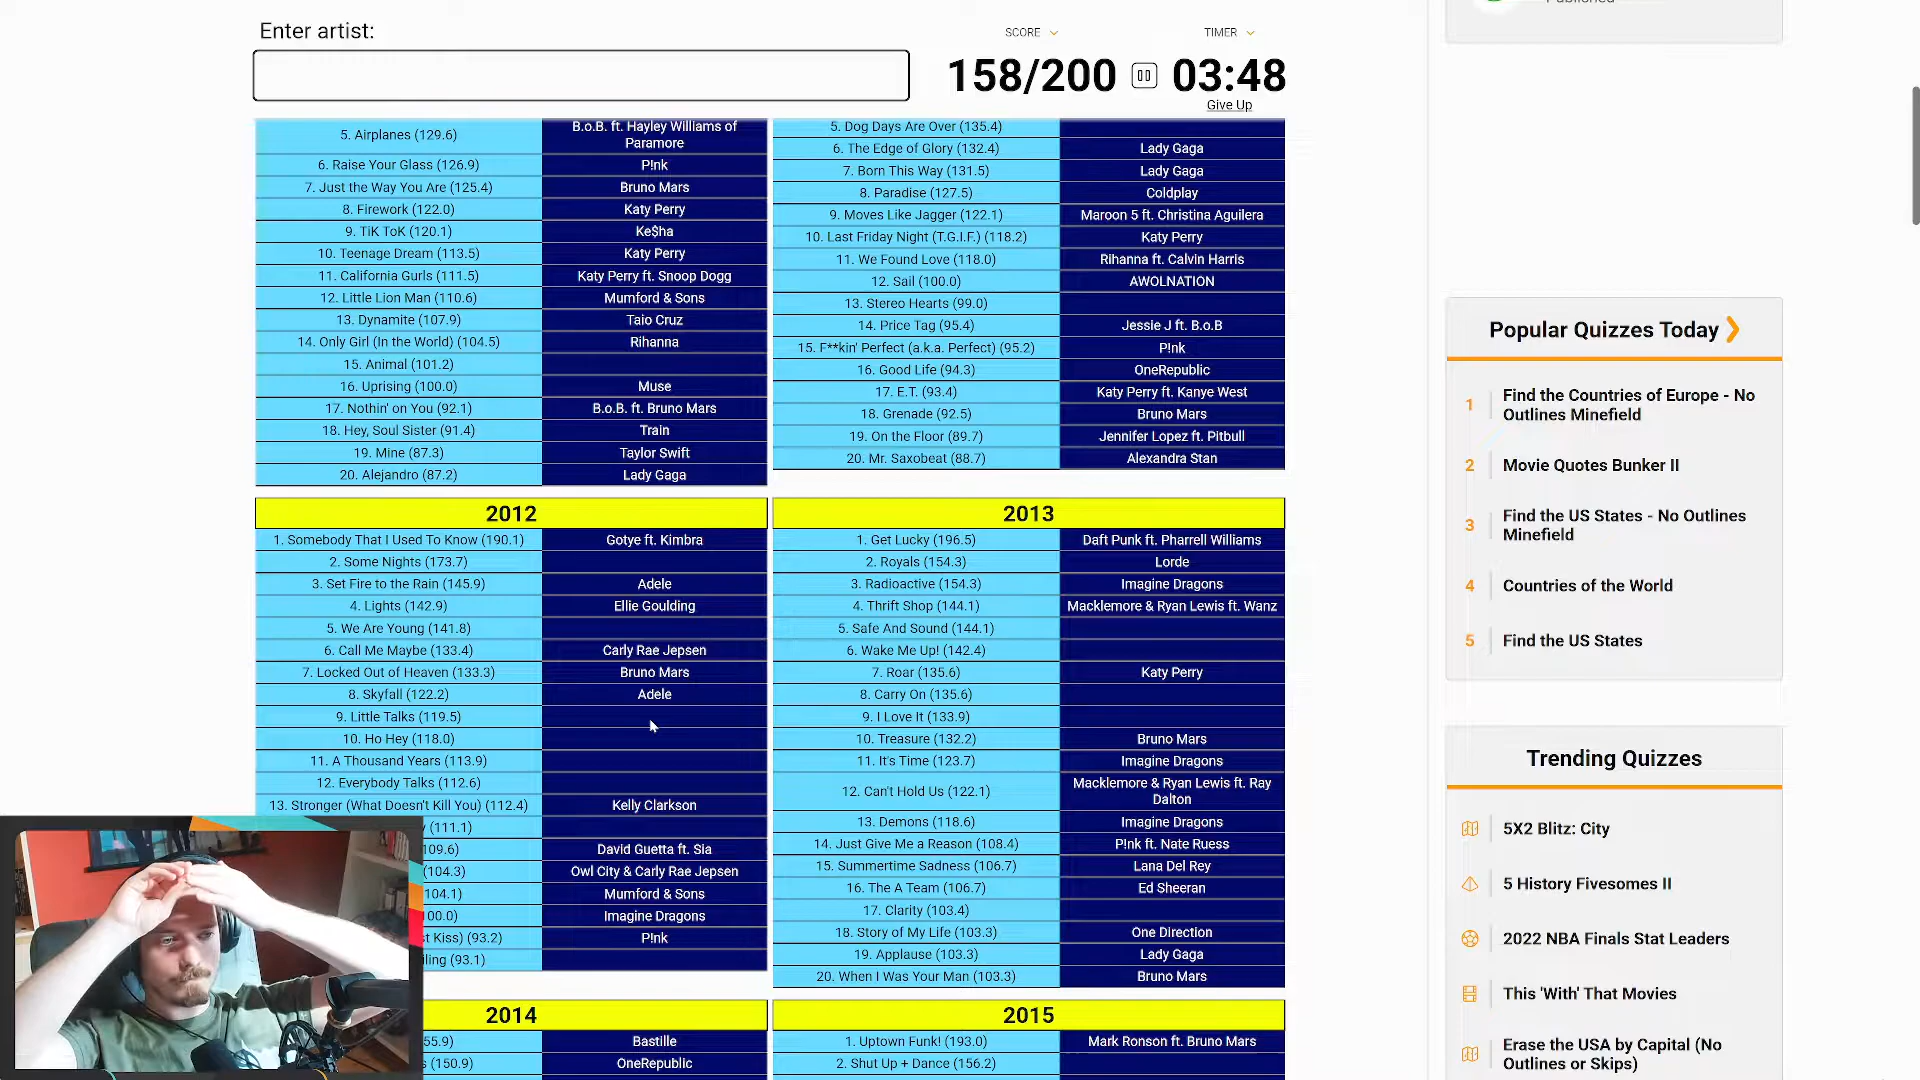 Enter artist:
SCORE
TIMER
158/200
03:48
Give Up
5. Airplanes (129.6)
B.o.B. ft. Hayley Williams of
Paramore
6. Raise Your Glass (126.9)
P!nk
7. Just the Way You Are (125.4)
Bruno Mars
8. Firework (122.0)
Katy Perry
9. TiK ToK (120.1)
Ke$ha
10. Teenage Dream (113.5)
Katy Perry
11. California Gurls (111.5)
Katy Perry ft. Snoop Dogg
12. Little Lion Man (110.6)
Mumford & Sons
13. Dynamite (107.9)
Taio Cruz
14. Only Girl (In the World) (104.5)
Rihanna
15. Animal (101.2)
16. Uprising (100.0)
Muse
17. Nothin' on You (92.1)
B.o.B. ft. Bruno Mars
18. Hey, Soul Sister (91.4)
Train
19. Mine (87.3)
Taylor Swift
20. Alejandro (87.2)
Lady Gaga
5. Dog Days Are Over (135.4)
6. The Edge of Glory (132.4)
Lady Gaga
7. Born This Way (131.5)
Lady Gaga
8. Paradise (127.5)
Coldplay
9. Moves Like Jagger (122.1)
Maroon 5 ft. Christina Aguilera
10. Last Friday Night (T.G.I.F.) (118.2)
Katy Perry
11. We Found Love (118.0)
Rihanna ft. Calvin Harris
12. Sail (100.0)
AWOLNATION
13. Stereo Hearts (99.0)
14. Price Tag (95.4)
Jessie J ft. B.o.B
15. F**kin' Perfect (a.k.a. Perfect) (95.2)
P!nk
16. Good Life (94.3)
OneRepublic
17. E.T. (93.4)
Katy Perry ft. Kanye West
18. Grenade (92.5)
Bruno Mars
19. On the Floor (89.7)
Jennifer Lopez ft. Pitbull
20. Mr. Saxobeat (88.7)
Alexandra Stan
2012
1. Somebody That I Used To Know (190.1)
Gotye ft. Kimbra
2. Some Nights (173.7)
3. Set Fire to the Rain (145.9)
Adele
4. Lights (142.9)
Ellie Goulding
5. We Are Young (141.8)
6. Call Me Maybe (133.4)
Carly Rae Jepsen
7. Locked Out of Heaven (133.3)
Bruno Mars
8. Skyfall (122.2)
Adele
9. Little Talks (119.5)
10. Ho Hey (118.0)
11. A Thousand Years (113.9)
12. Everybody Talks (112.6)
13. Stronger (What Doesn't Kill You) (112.4)
Kelly Clarkson
(111.1)
109.6)
David Guetta ft. Sia
(104.3)
Owl City & Carly Rae Jepsen
104.1)
Mumford & Sons
00.0)
Imagine Dragons
st Kiss) (93.2)
P!nk
iling (93.1)
2013
1. Get Lucky (196.5)
Daft Punk ft. Pharrell Williams
2. Royals (154.3)
Lorde
3. Radioactive (154.3)
Imagine Dragons
4. Thrift Shop (144.1)
Macklemore & Ryan Lewis ft. Wanz
5. Safe And Sound (144.1)
6. Wake Me Up! (142.4)
7. Roar (135.6)
Katy Perry
8. Carry On (135.6)
9. I Love It (133.9)
10. Treasure (132.2)
Bruno Mars
11. It's Time (123.7)
Imagine Dragons
12. Can't Hold Us (122.1)
Macklemore & Ryan Lewis ft. Ray
Dalton
13. Demons (118.6)
Imagine Dragons
14. Just Give Me a Reason (108.4)
P!nk ft. Nate Ruess
15. Summertime Sadness (106.7)
Lana Del Rey
16. The A Team (106.7)
Ed Sheeran
17. Clarity (103.4)
18. Story of My Life (103.3)
One Direction
19. Applause (103.3)
Lady Gaga
20. When I Was Your Man (103.3)
Bruno Mars
2014
55.9)
Bastille
s (150.9)
OneRepublic
2015
1. Uptown Funk! (193.0)
Mark Ronson ft. Bruno Mars
2. Shut Up + Dance (156.2)
Popular Quizzes Today
1
Find the Countries of Europe - No
Outlines Minefield
2
Movie Quotes Bunker II
3
Find the US States - No Outlines
Minefield
4
Countries of the World
5
Find the US States
Trending Quizzes
5X2 Blitz: City
5 History Fivesomes II
2022 NBA Finals Stat Leaders
This 'With' That Movies
Erase the USA by Capital (No
Outlines or Skips)